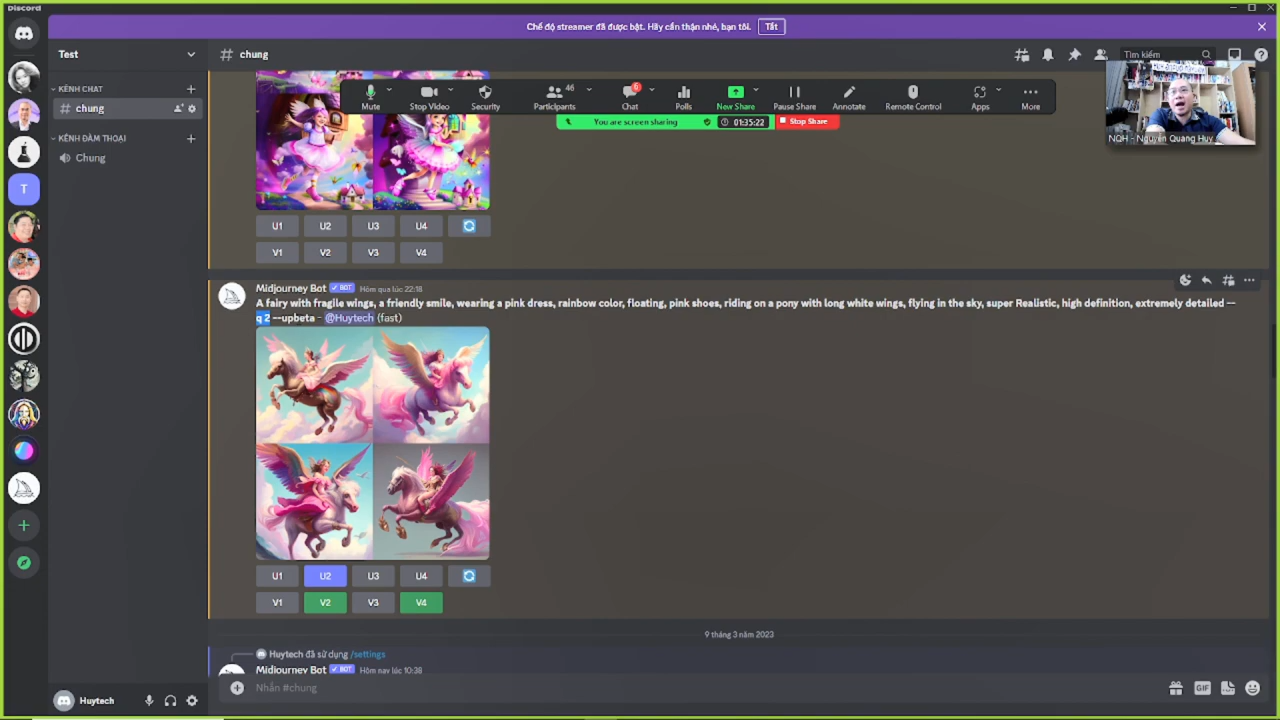 Discord
Chế độ streamer đã được bật. Hãy cẩn thận nhé, bạn tôi.
Tắt
Test
# chung
Tìm kiếm
KÊNH CHAT
# chung
KÊNH ĐÀM THOẠI
Chung
T
Mute
Stop Video
Security
46
Participants
6
Chat
Polls
New Share
Pause Share
Annotate
Remote Control
Apps
More
You are screen sharing
01:35:22
Stop Share
NQH - Nguyễn Quang Huy
U1
U2
U3
U4
V1
V2
V3
V4
Midjourney Bot ✓ BOT Hôm qua lúc 22:18
A fairy with fragile wings, a friendly smile, wearing a pink dress, rainbow color, floating, pink shoes, riding on a pony with long white wings, flying in the sky, super Realistic, high definition, extremely detailed --
q 2 --upbeta - @Huytech (fast)
U1
U2
U3
U4
V1
V2
V3
V4
9 tháng 3 năm 2023
Huytech đã sử dụng /settings
Midjourney Bot ✓ BOT Hôm nay lúc 10:38
Nhắn #chung
GIF
Huytech